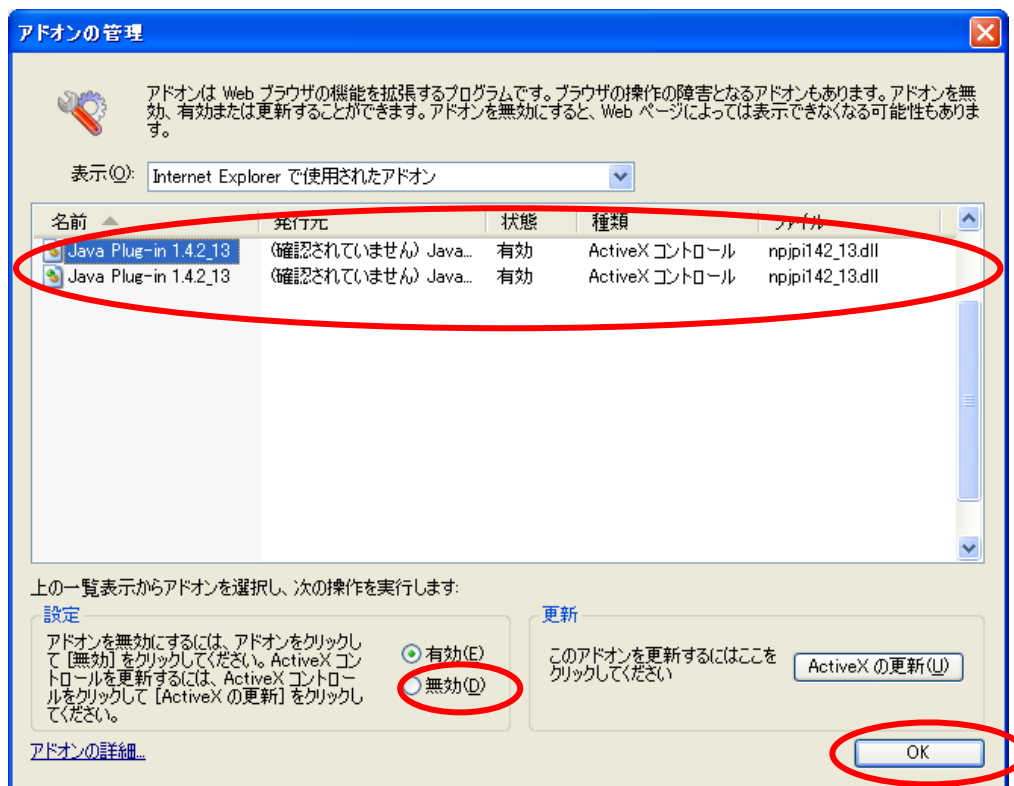 アドオンの管理
アドオンは Web ブラウザの機能を拡張するプログラムです。ブラウザの操作の障害となるアドオンもあります。アドオンを無
効、有効または更新することができます。アドオンを無効にすると、Web ページによっては表示できなくなる可能性もありま
す。
表示(O): Internet Explorer で使用されたアドオン
名前 発行元 状態 種類 ファイル
Java Plug-in 1.4.2_13 (確認されていません) Java... 有効 ActiveX コントロール npjpi142_13.dll
Java Plug-in 1.4.2_13 (確認されていません) Java... 有効 ActiveX コントロール npjpi142_13.dll
上の一覧表示からアドオンを選択し、次の操作を実行します:
設定
アドオンを無効にするには、アドオンをクリックし
て [無効] をクリックしてください。ActiveX コン
トロールを更新するには、ActiveX コントロー
ルをクリックして [ActiveX の更新] をクリックし
てください。
有効(E)
無効(D)
更新
このアドオンを更新するにはここを
クリックしてください
ActiveX の更新(U)
アドオンの詳細...
OK